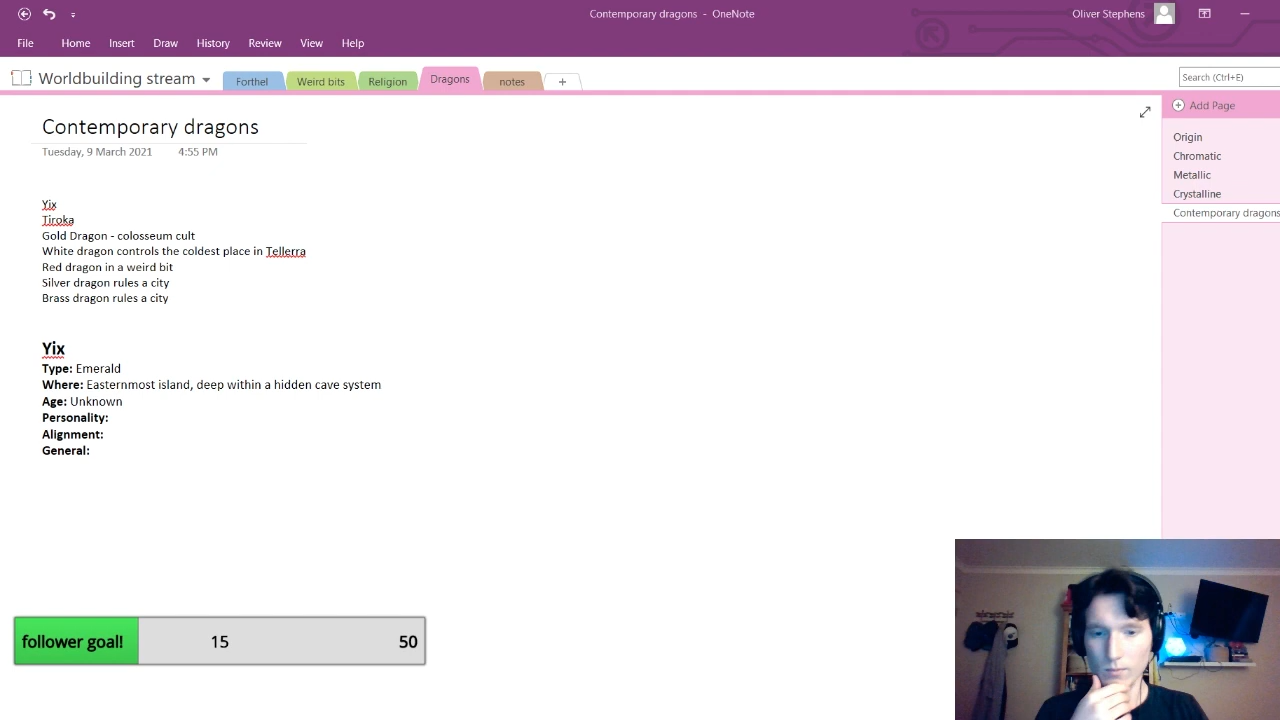 Contemporary dragons - OneNote
Oliver Stephens
File Home Insert Draw History Review View Help
Worldbuilding stream
Forthel Weird bits Religion Dragons notes
Search (Ctrl+E)
Add Page
Contemporary dragons
Tuesday, 9 March 2021 4:55 PM
Origin
Chromatic
Metallic
Crystalline
Contemporary dragons
Yix
Tiroka
Gold Dragon - colosseum cult
White dragon controls the coldest place in Tellerra
Red dragon in a weird bit
Silver dragon rules a city
Brass dragon rules a city
Yix
Type: Emerald
Where: Easternmost island, deep within a hidden cave system
Age: Unknown
Personality:
Alignment:
General:
follower goal! 15 50